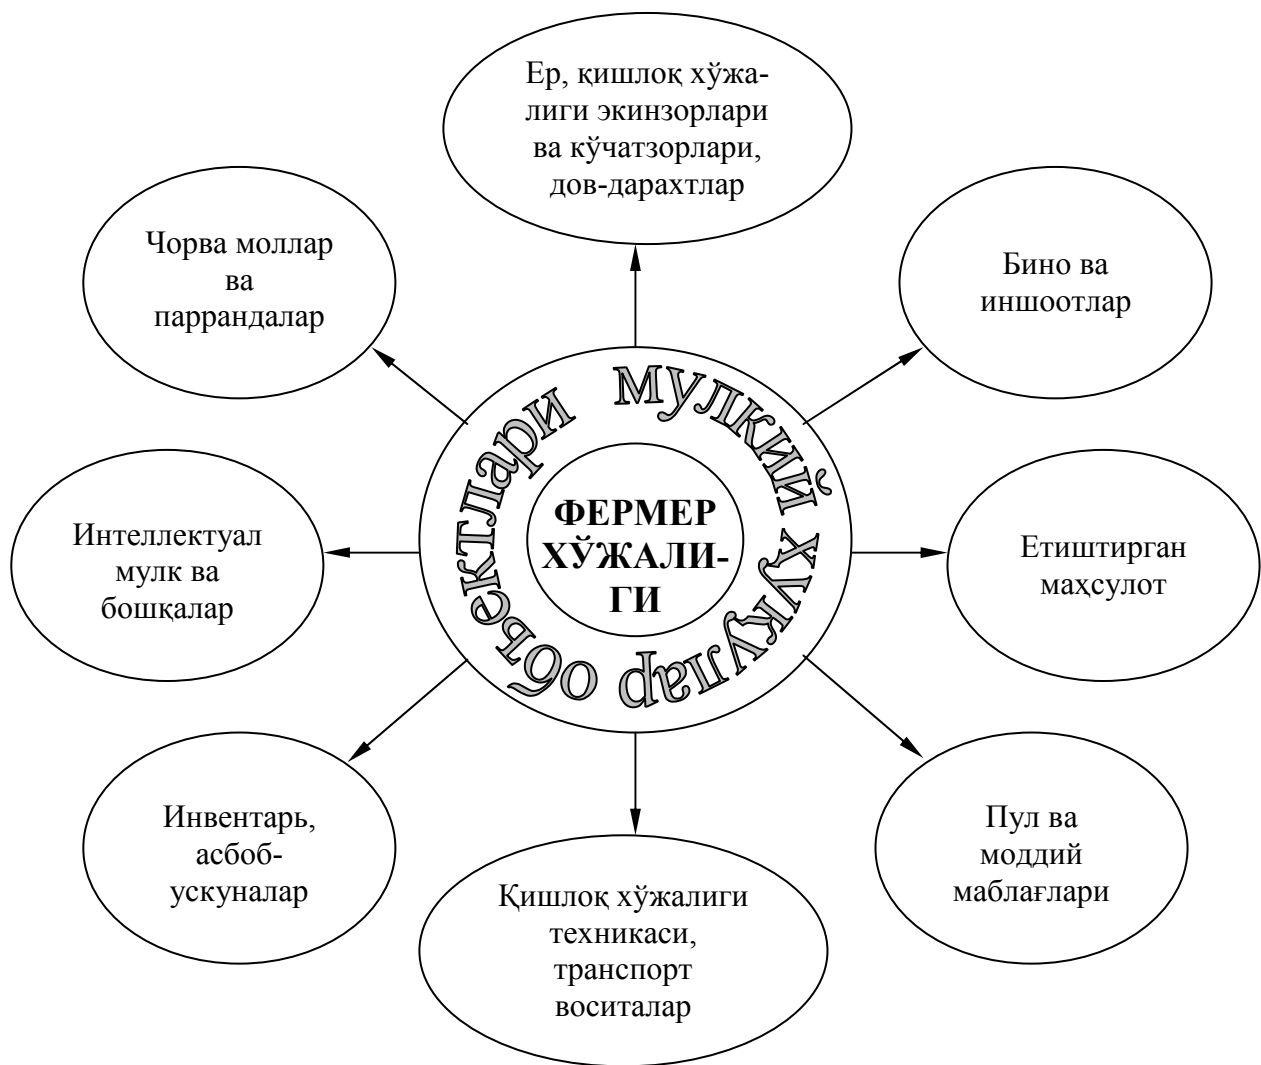 Ер, қишлоқ хўжа-
лиги экинзорлари
ва кўчатзорлари,
дов-дарахтлар
Чорва моллар
ва
паррандалар
Бино ва
иншоотлар
мулкий ҳуқулар объектлари
ФЕРМЕР
ХЎЖАЛИ-
ГИ
Интеллектуал
мулк ва
бошқалар
Етиштирган
маҳсулот
Инвентарь,
асбоб-
ускуналар
Пул ва
моддий
маблағлари
Қишлоқ хўжалиги
техникаси,
транспорт
воситалар